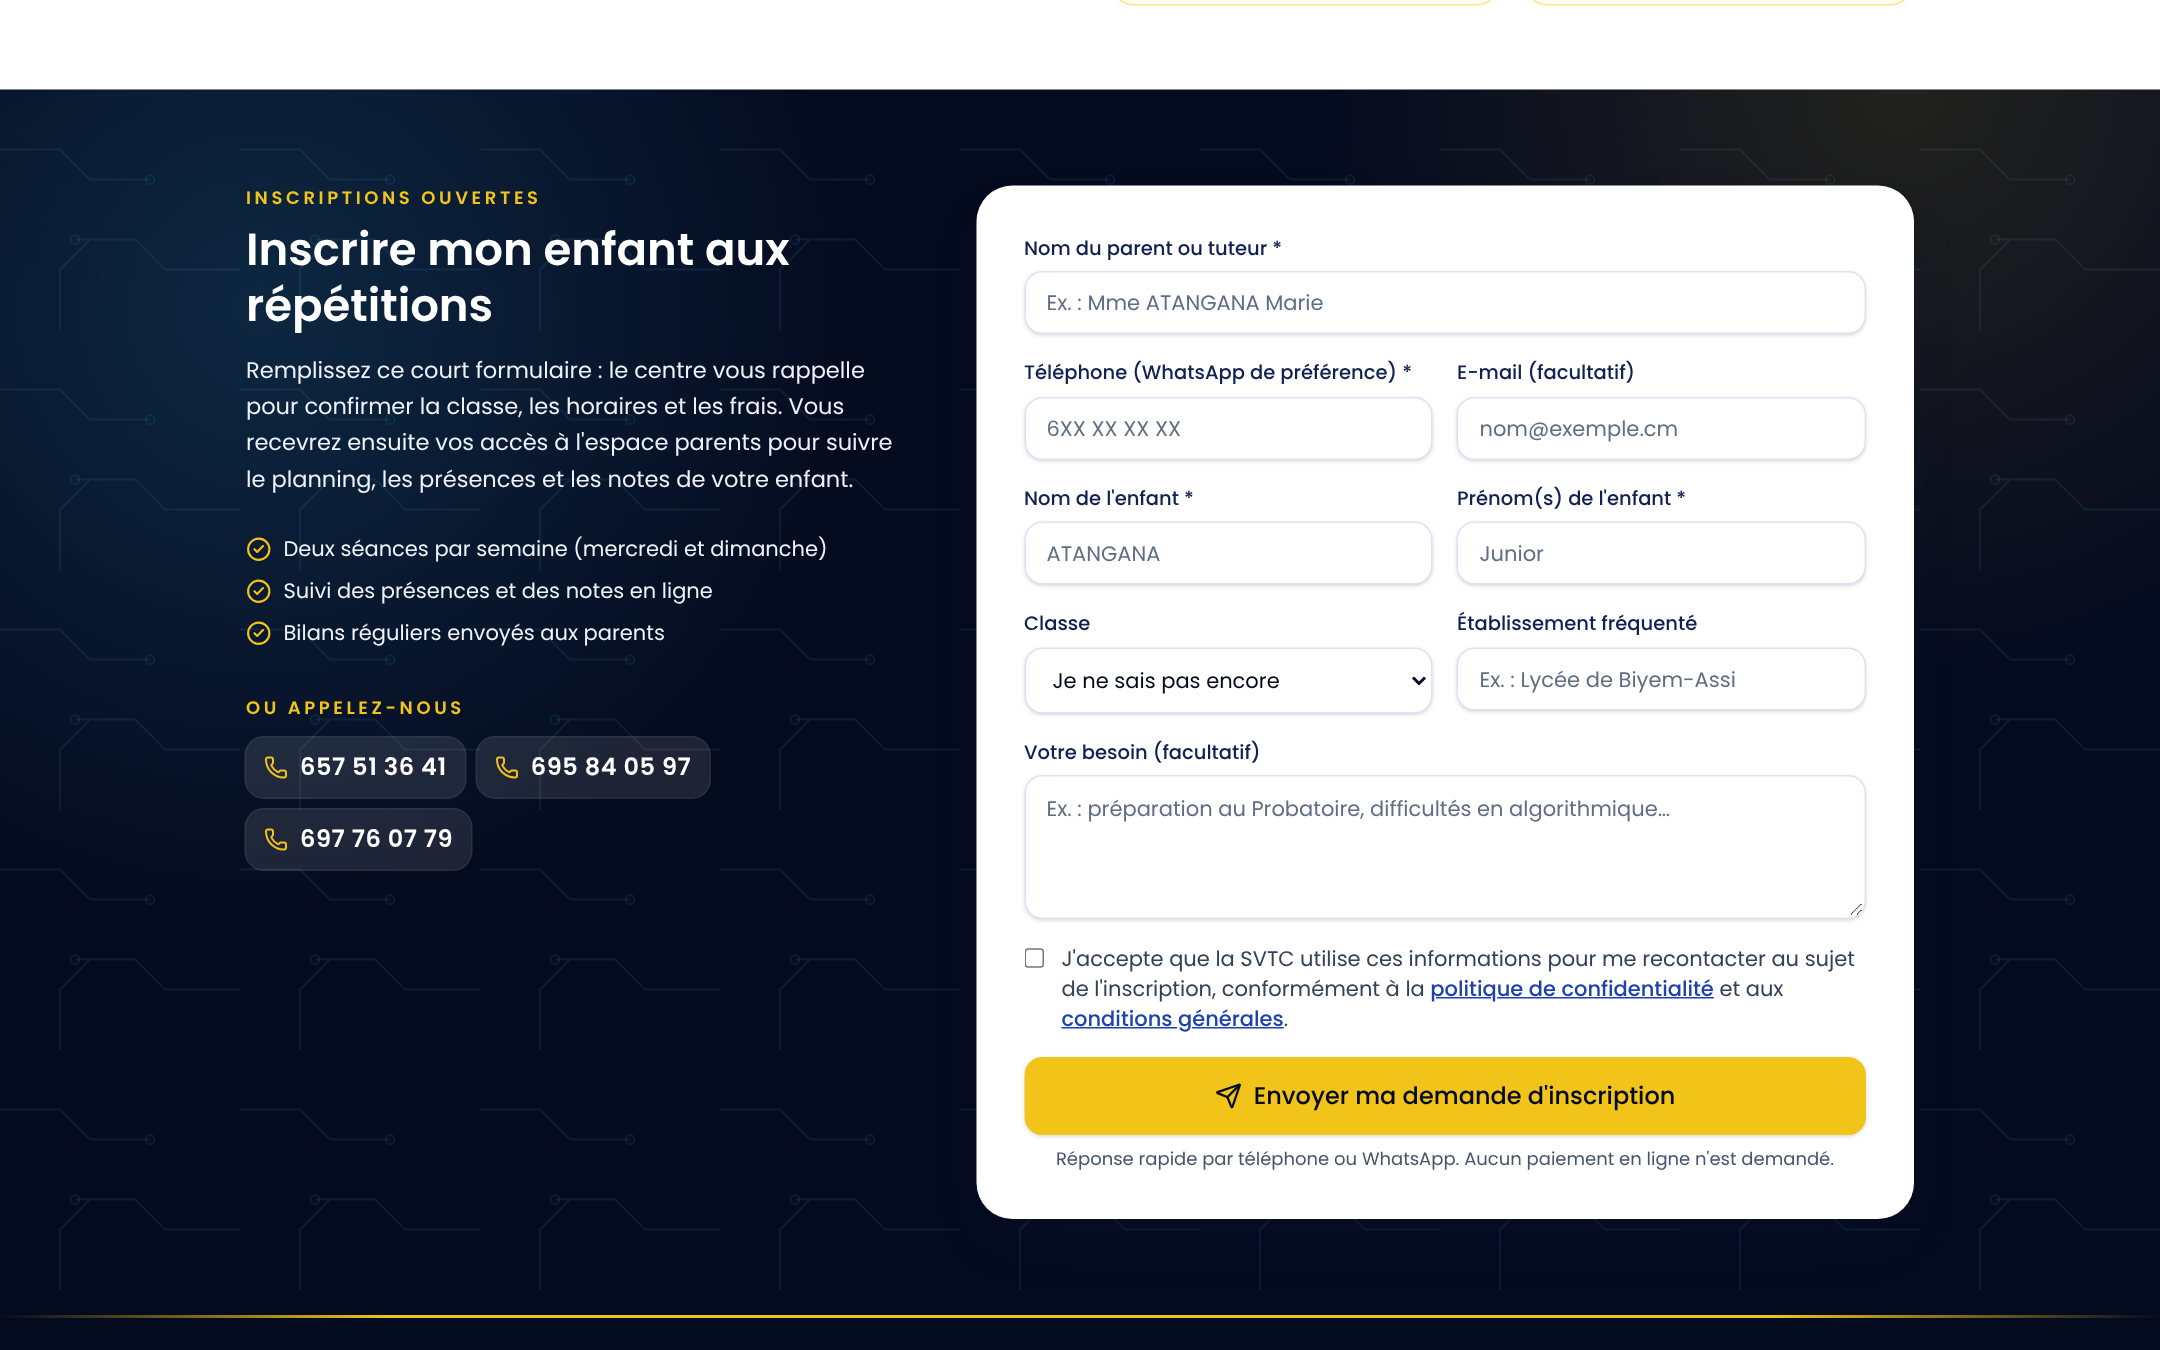 INSCRIPTIONS OUVERTES
Inscrire mon enfant aux
répétitions
Remplissez ce court formulaire : le centre vous rappelle
pour confirmer la classe, les horaires et les frais. Vous
recevrez ensuite vos accès à l'espace parents pour suivre
le planning, les présences et les notes de votre enfant.
Deux séances par semaine (mercredi et dimanche)
Suivi des présences et des notes en ligne
Bilans réguliers envoyés aux parents
OU APPELEZ-NOUS
657 51 36 41
695 84 05 97
697 76 07 79
Nom du parent ou tuteur *
Ex. : Mme ATANGANA Marie
Téléphone (WhatsApp de préférence) *
6XX XX XX XX
E-mail (facultatif)
nom@exemple.cm
Nom de l'enfant *
ATANGANA
Prénom(s) de l'enfant *
Junior
Classe
Je ne sais pas encore
Établissement fréquenté
Ex. : Lycée de Biyem-Assi
Votre besoin (facultatif)
Ex. : préparation au Probatoire, difficultés en algorithmique…
J'accepte que la SVTC utilise ces informations pour me recontacter au sujet
de l'inscription, conformément à la politique de confidentialité et aux
conditions générales.
Envoyer ma demande d'inscription
Réponse rapide par téléphone ou WhatsApp. Aucun paiement en ligne n'est demandé.